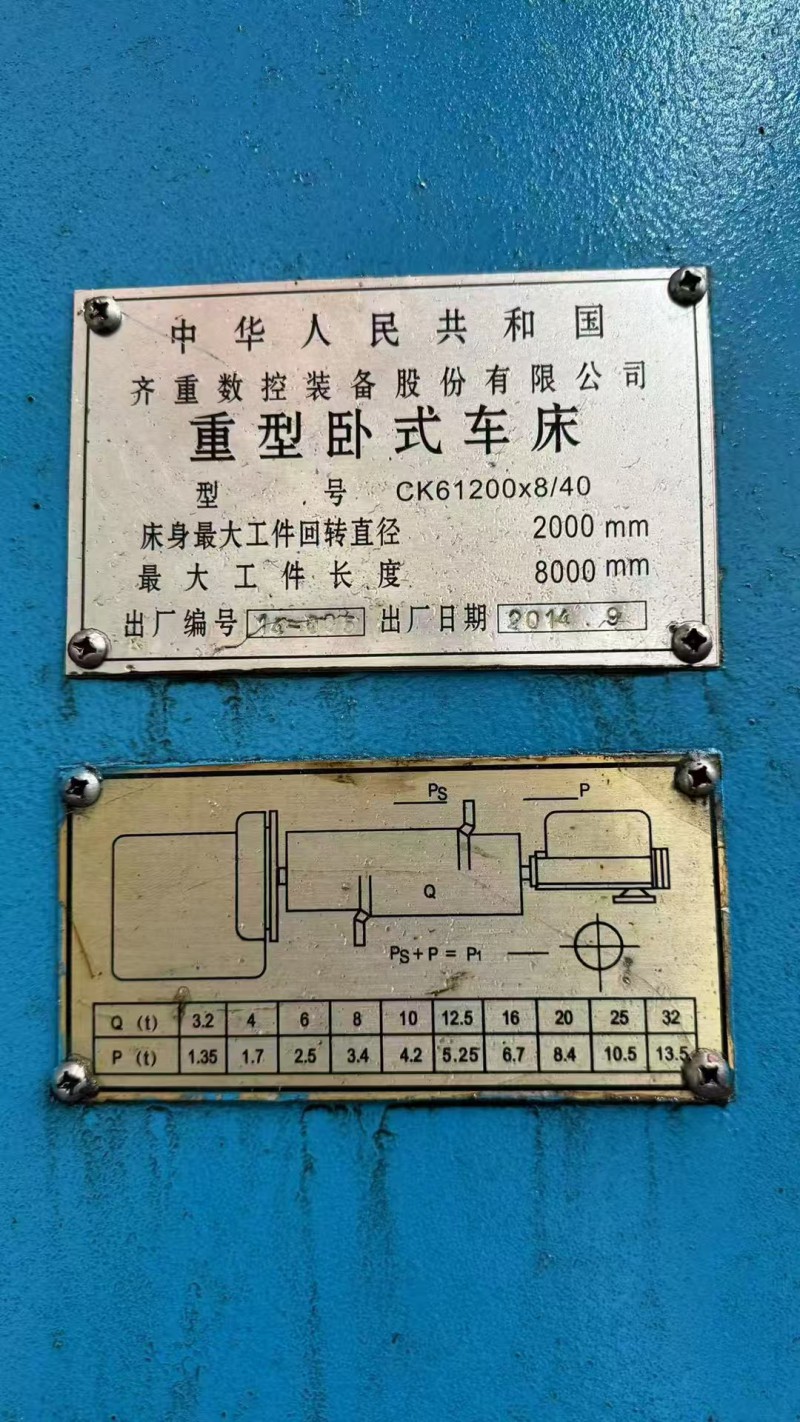 中华人民共和国
齐重数控装备股份有限公司
重型卧式车床
型 号 CK61200x8/40
床身最大工件回转直径 2000 mm
最大工件长度 8000 mm
出厂编号 出厂日期 2014.9
PS P
Q
PS+P= P1
Q (t) 3.2 4 6 8 10 12.5 16 20 25 32
P (t) 1.35 1.7 2.5 3.4 4.2 5.25 6.7 8.4 10.5 13.5